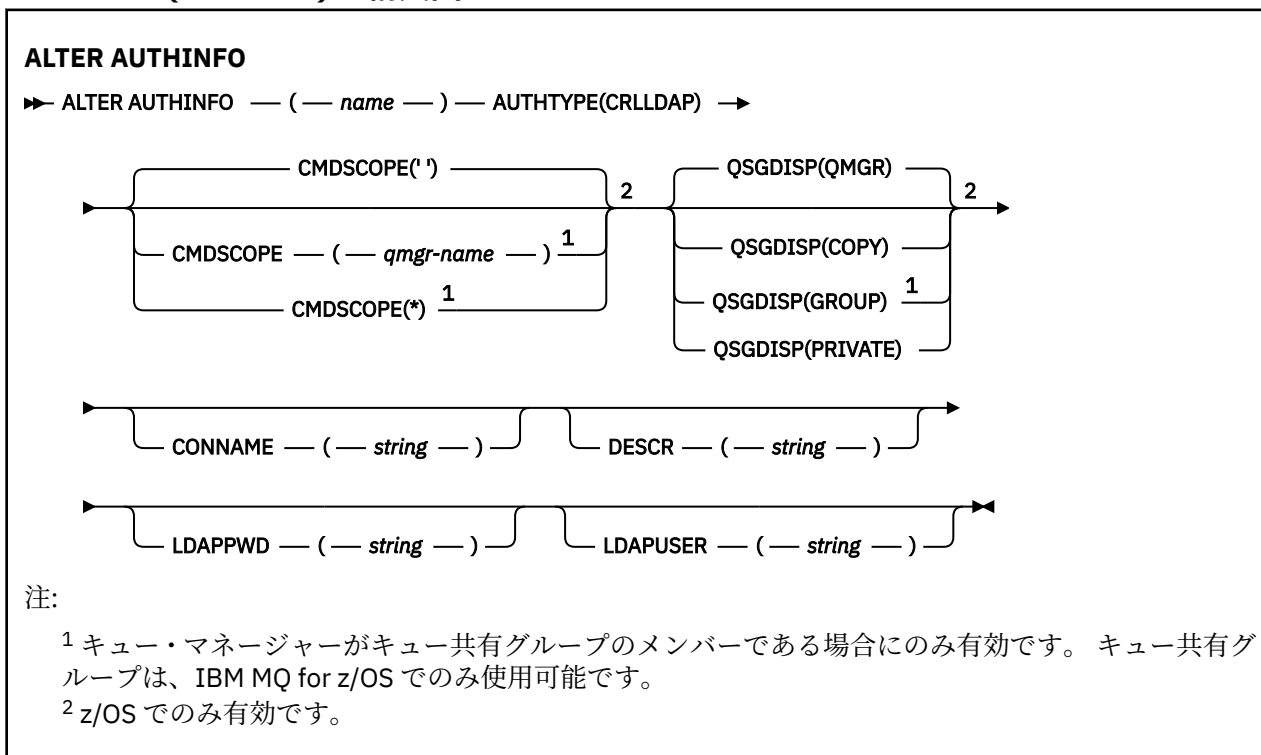 ALTER AUTHINFO
ALTER AUTHINFO ( name ) AUTHTYPE(CRLLDAP)
CMDSCOPE(' ') 2 QSGDISP(QMGR) 2
CMDSCOPE ( qmgr-name ) 1 QSGDISP(COPY)
CMDSCOPE(*) 1 QSGDISP(GROUP) 1
QSGDISP(PRIVATE)
CONNAME ( string ) DESCR ( string )
LDAPPWD ( string ) LDAPUSER ( string )
注:
1 キュー・マネージャーがキュー共有グループのメンバーである場合にのみ有効です。 キュー共有グ
ループは、IBM MQ for z/OS でのみ使用可能です。
2 z/OS でのみ有効です。